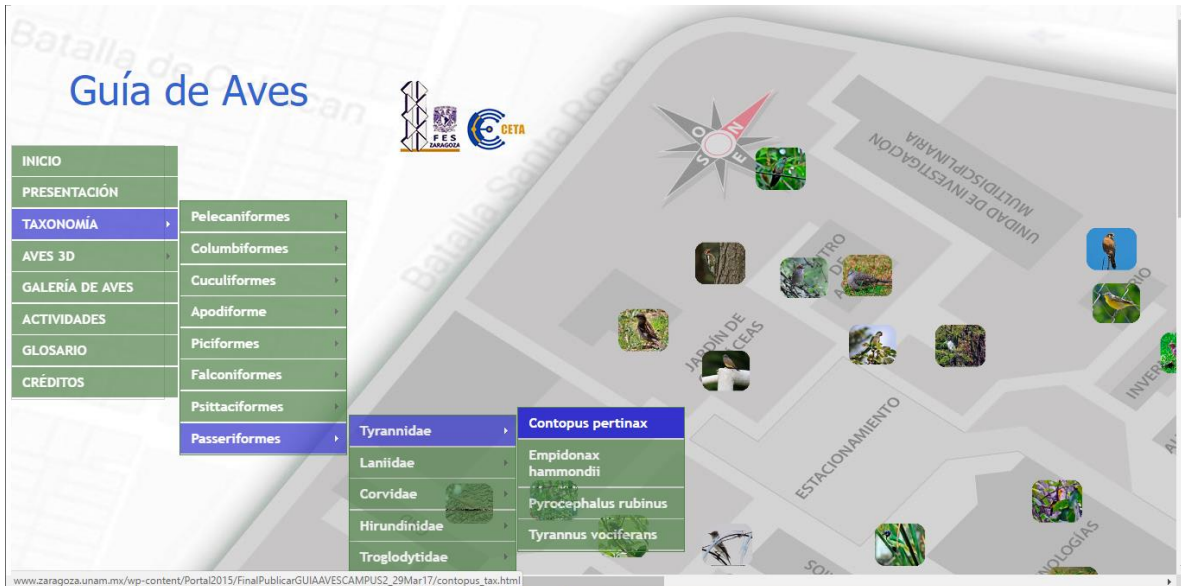 Guía de Aves
FES
ZARAGOZA
CETA
INICIO
PRESENTACIÓN
TAXONOMÍA
AVES 3D
GALERÍA DE AVES
ACTIVIDADES
GLOSARIO
CRÉDITOS
Pelecaniformes
Columbiformes
Cuculiformes
Apodiforme
Piciformes
Falconiformes
Psittaciformes
Passeriformes
Tyrannidae
Laniidae
Corvidae
Hirundinidae
Troglodytidae
Contopus pertinax
Empidonax
hammondii
Pyrocephalus rubinus
Tyrannus vociferans
Batalla de
Batalla Santa Rosa
N
E
S
O
UNIDAD DE INVESTIGACIÓN
MULTIDISCIPLINARIA
JARDÍN DE
ESTACIONAMIENTO
www.zaragoza.unam.mx/wp-content/Portal2015/FinalPublicarGUIAAVESCAMPUS2_29Mar17/contopus_tax.html